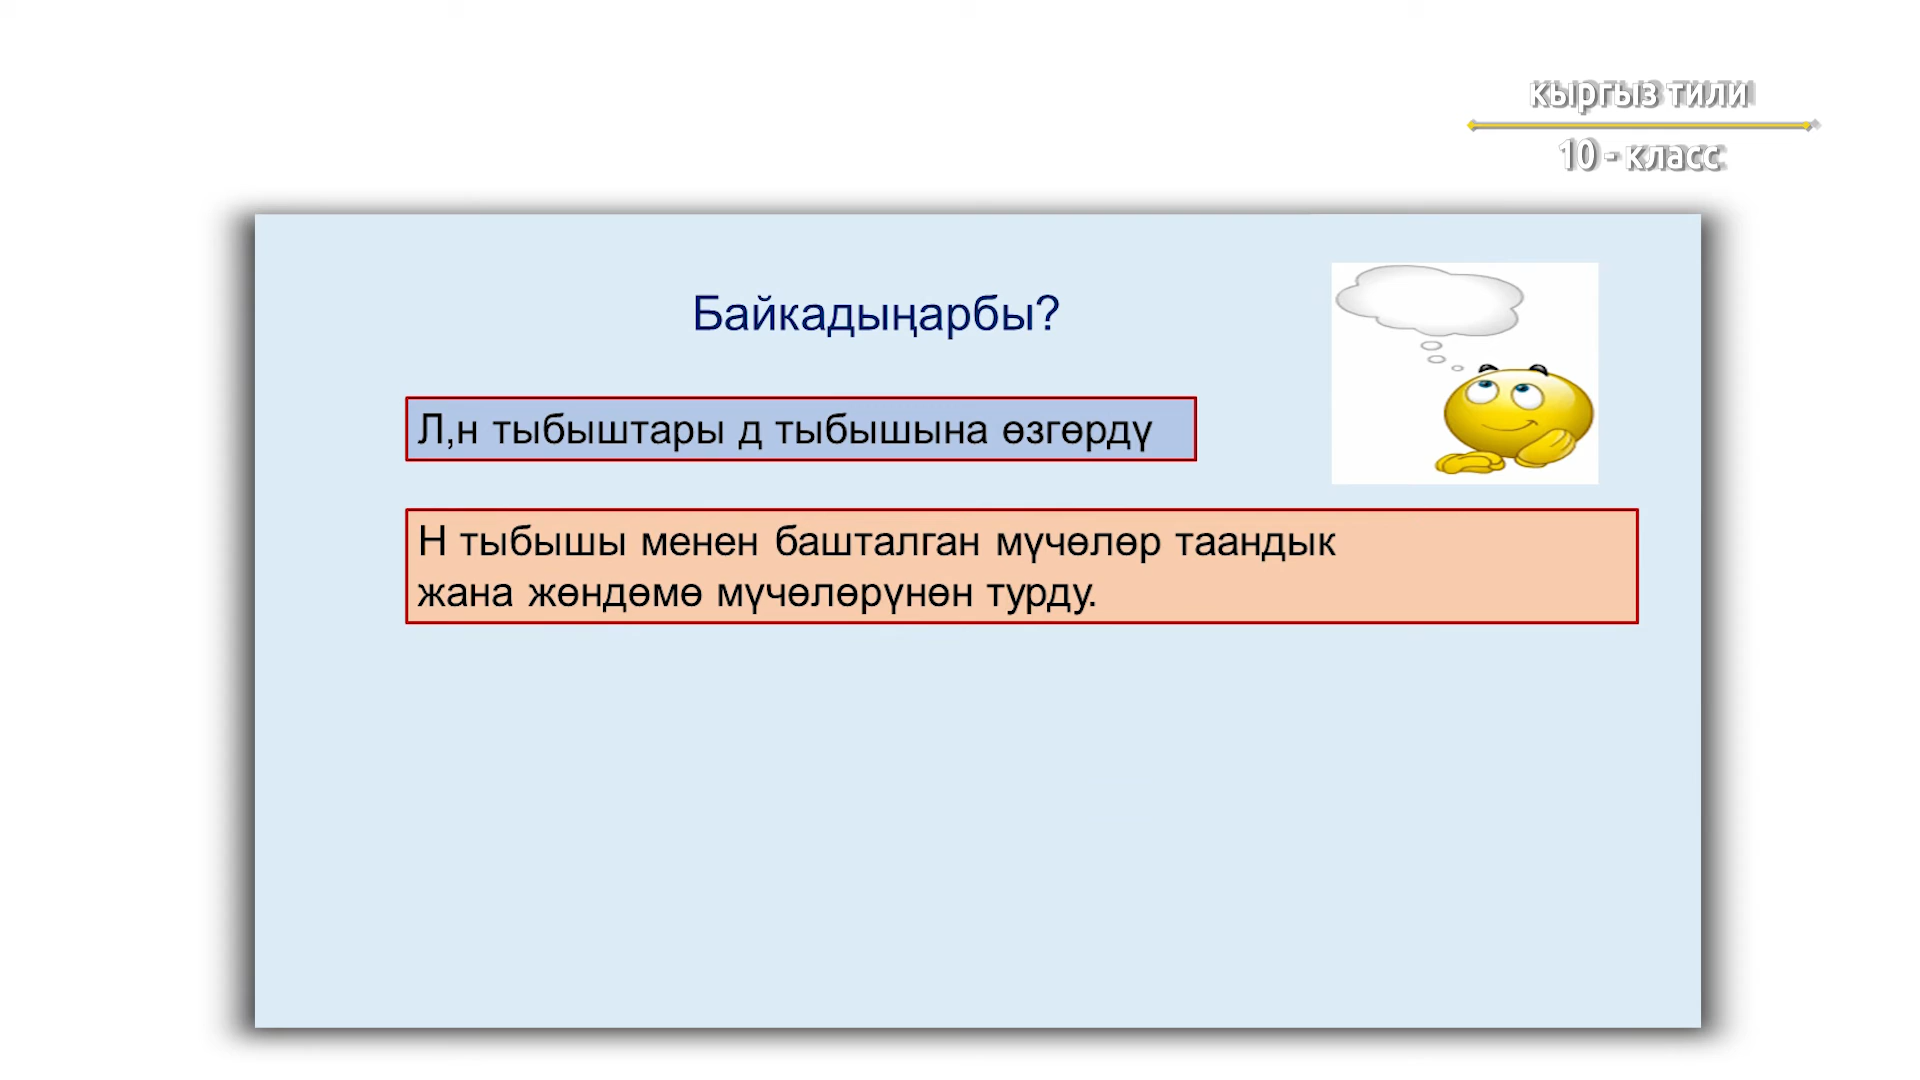 кыргыз тили
10 - класс
Байкадыңарбы?
Л,н тыбыштары д тыбышына өзгөрдү
Н тыбышы менен башталган мүчөлөр таандык
жана жөндөмө мүчөлөрүнөн турду.